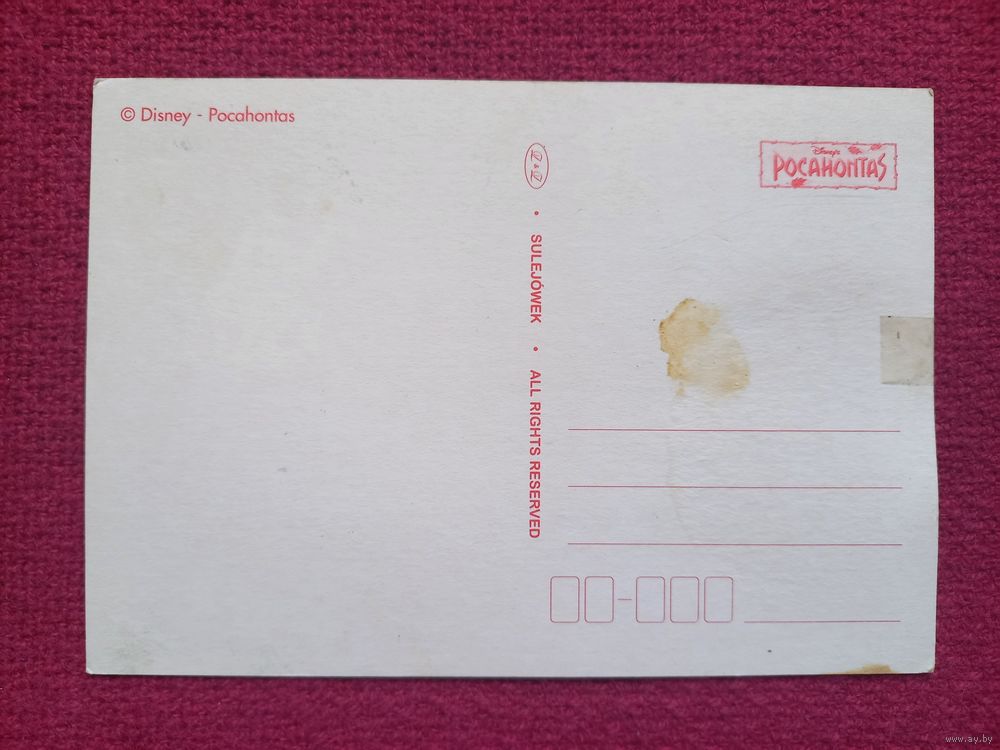 © Disney - Pocahontas
Disney's
POCAHONTAS
• SULEJÓWEK • ALL RIGHTS RESERVED
www.ay.by